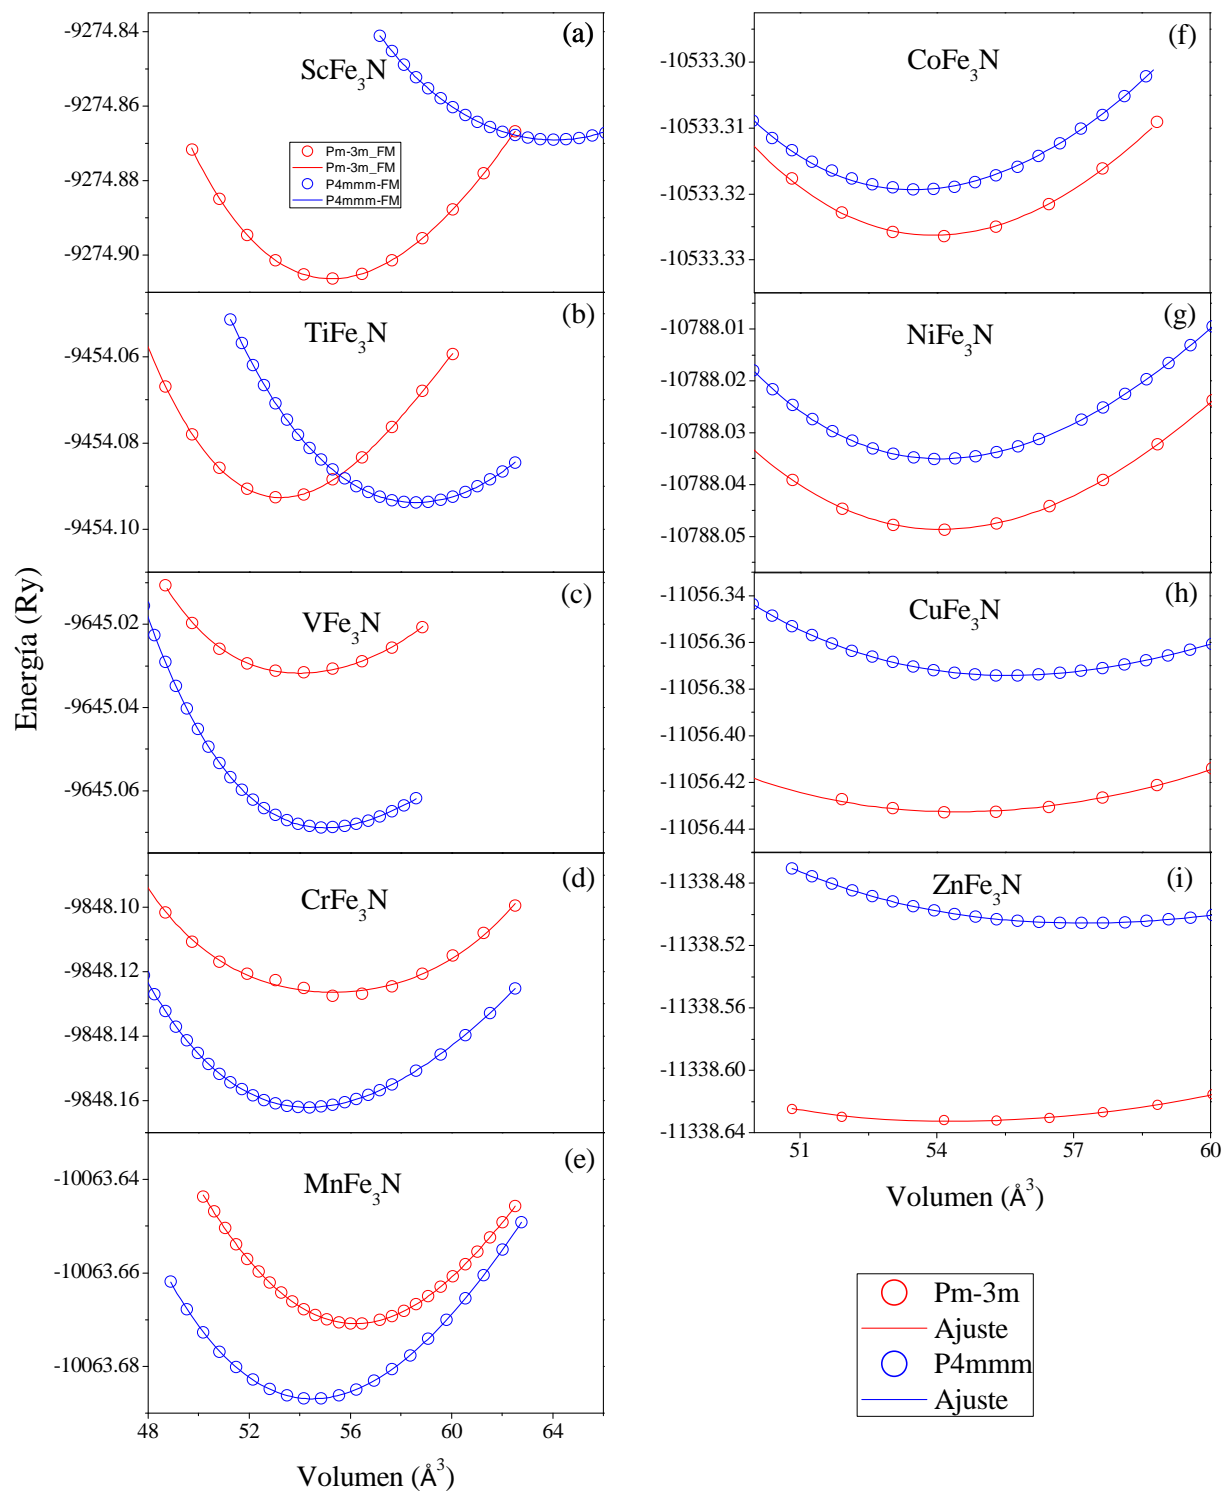 Energía (Ry)
(a)
ScFe3N
Pm-3m_FM
Pm-3m_FM
P4mmm-FM
P4mmm-FM
-9274.84
-9274.86
-9274.88
-9274.90
(b)
TiFe3N
-9454.06
-9454.08
-9454.10
(c)
VFe3N
-9645.02
-9645.04
-9645.06
(d)
CrFe3N
-9848.10
-9848.12
-9848.14
-9848.16
(e)
MnFe3N
-10063.64
-10063.66
-10063.68
48 52 56 60 64
Volumen (Å3)
(f)
CoFe3N
-10533.30
-10533.31
-10533.32
-10533.33
(g)
NiFe3N
-10788.01
-10788.02
-10788.03
-10788.04
-10788.05
(h)
CuFe3N
-11056.34
-11056.36
-11056.38
-11056.40
-11056.42
-11056.44
(i)
ZnFe3N
-11338.48
-11338.52
-11338.56
-11338.60
-11338.64
51 54 57 60
Volumen (Å3)
Pm-3m
Ajuste
P4mmm
Ajuste